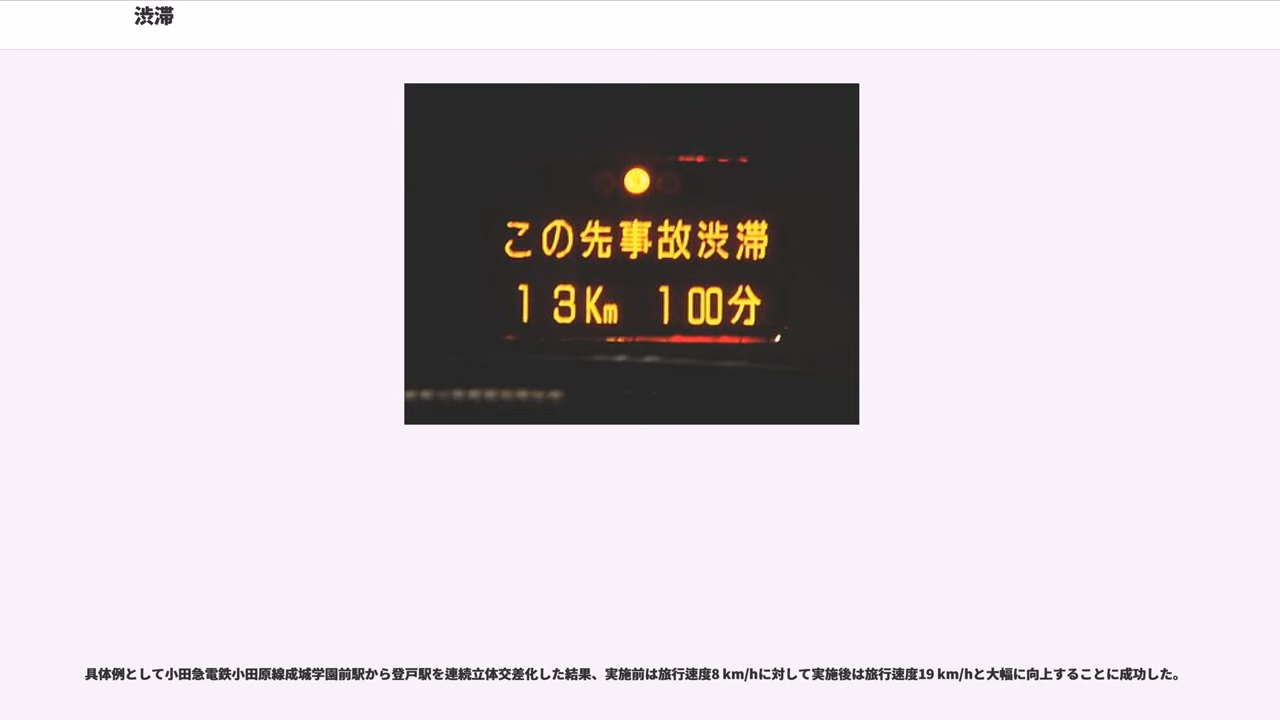 渋滞
この先事故渋滞
13Km 100分
具体例として小田急電鉄小田原線成城学園前駅から登戸駅を連続立体交差化した結果、実施前は旅行速度8 km/hに対して実施後は旅行速度19 km/hと大幅に向上することに成功した。